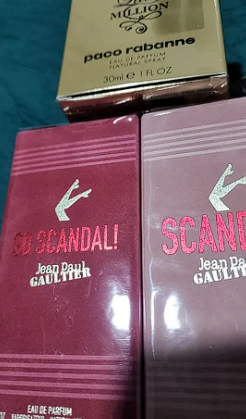 MILLION
paco rabanne
EAU DE PARFUM
NATURAL SPRAY
30ml e 1 FL OZ
SO SCANDAL!
Jean Paul
GAULTIER
EAU DE PARFUM
SCAND
Jean Pa
GAULT